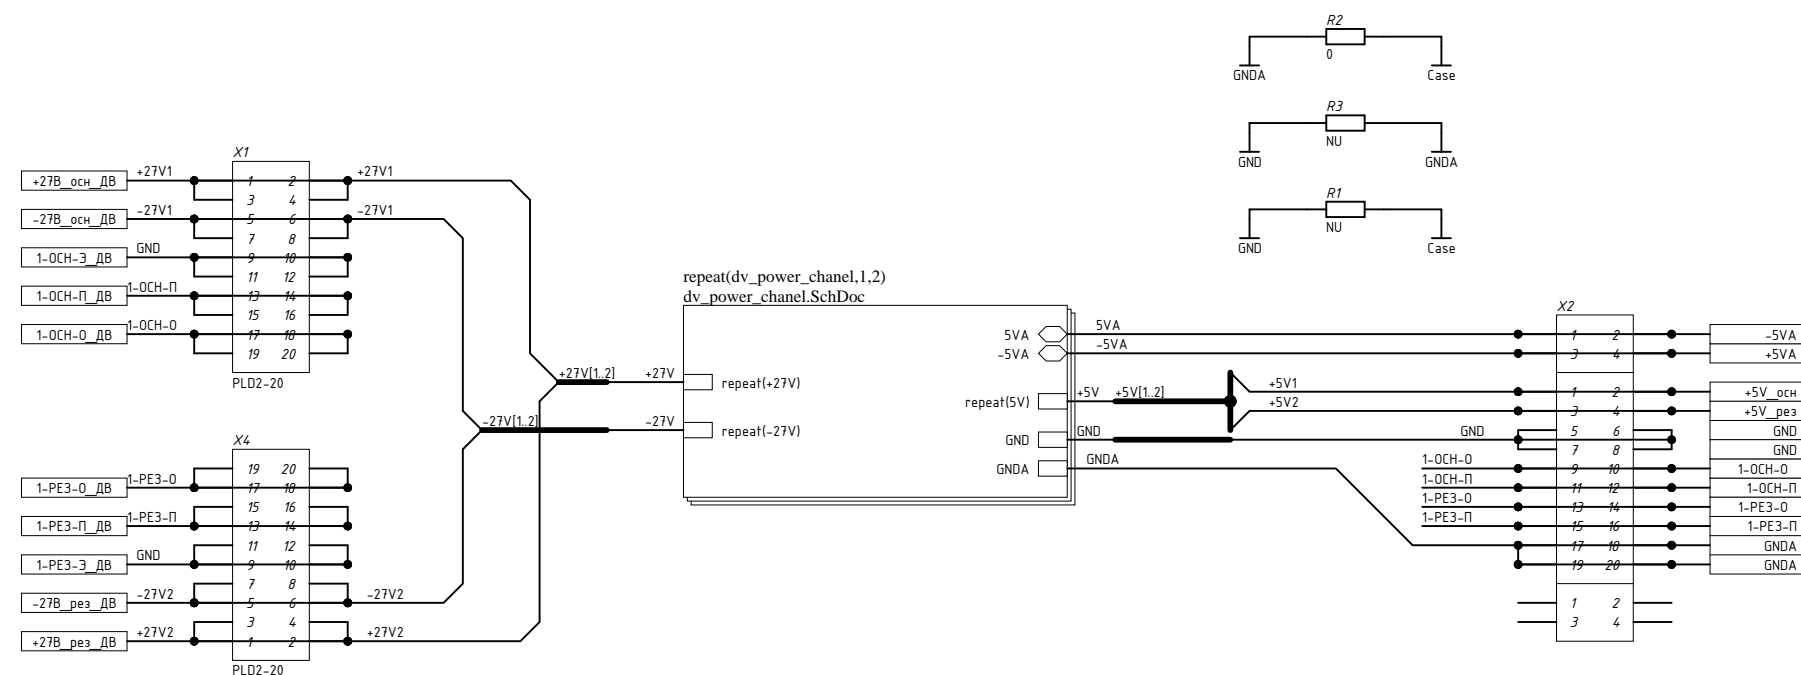 R2
0
GNDA
Case
R3
NU
GND
GNDA
R1
NU
GND
Case
X1
+27В_осн_ДВ +27V1 1 2 +27V1
3 4
-27В_осн_ДВ -27V1 5 6 -27V1
7 8
1-ОСН-Э_ДВ GND 9 10
11 12
1-ОСН-П_ДВ 1-ОСН-П 13 14
15 16
1-ОСН-О_ДВ 1-ОСН-О 17 18
19 20
PLD2-20
X4
19 20
1-РЕЗ-О_ДВ 1-РЕЗ-О 17 18
15 16
1-РЕЗ-П_ДВ 1-РЕЗ-П 13 14
11 12
1-РЕЗ-Э_ДВ GND 9 10
7 8
-27В_рез_ДВ -27V2 5 6 -27V2
3 4
+27В_рез_ДВ +27V2 1 2 +27V2
PLD2-20
repeat(dv_power_chanel,1,2)
dv_power_chanel.SchDoc
+27V[1..2] +27V repeat(+27V)
-27V[1..2] -27V repeat(-27V)
5VA 5VA
-5VA -5VA
repeat(5V) +5V +5V[1..2]
+5V1
+5V2
GND GND GND
GNDA GNDA
X2
1 2 -5VA
3 4 +5VA
1 2 +5V_осн
3 4 +5V_рез
5 6 GND
7 8 GND
1-ОСН-О 9 10 1-ОСН-О
1-ОСН-П 11 12 1-ОСН-П
1-РЕЗ-О 13 14 1-РЕЗ-О
1-РЕЗ-П 15 16 1-РЕЗ-П
17 18 GNDA
19 20 GNDA
1 2
3 4